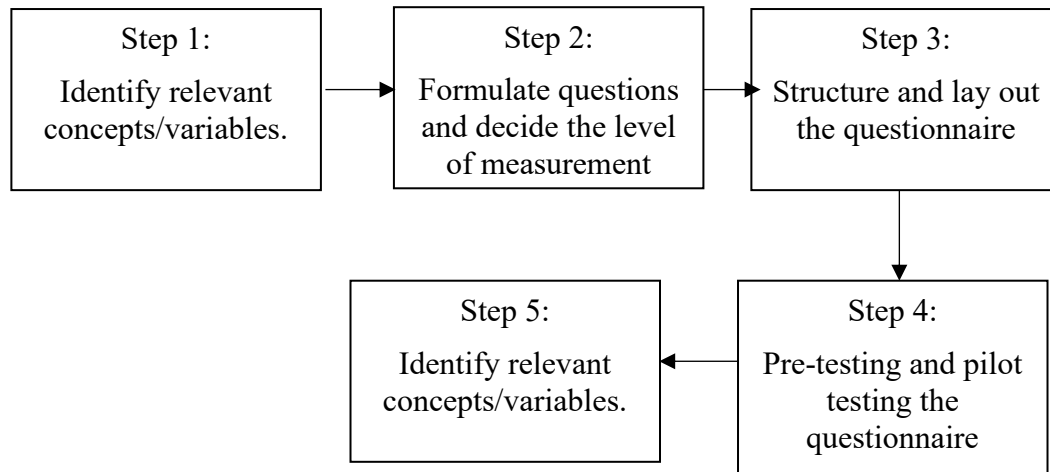 Step 1:
Identify relevant
concepts/variables.
Step 2:
Formulate questions
and decide the level
of measurement
Step 3:
Structure and lay out
the questionnaire
Step 4:
Pre-testing and pilot
testing the
questionnaire
Step 5:
Identify relevant
concepts/variables.